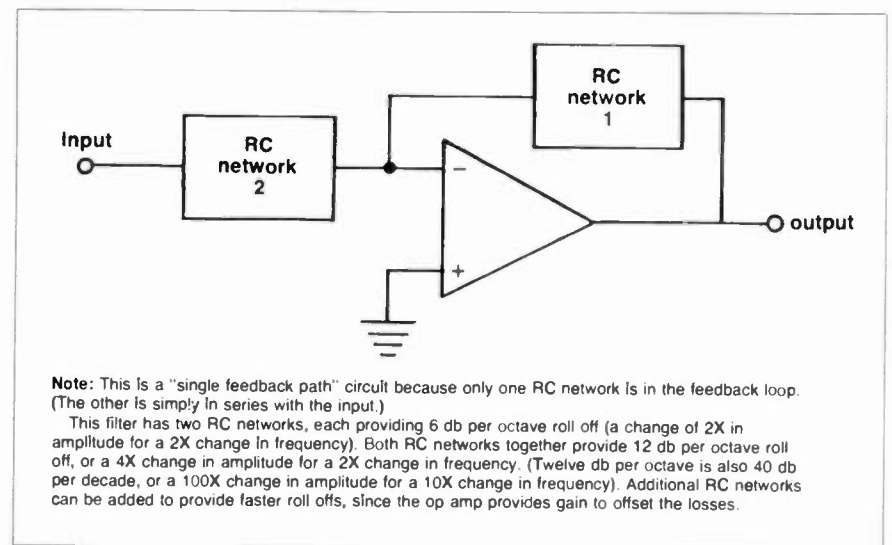 RC
network
1
Input
RC
network
2
−
+
output
Note: This is a "single feedback path" circuit because only one RC network is in the feedback loop.
(The other is simply in series with the input.)
This filter has two RC networks, each providing 6 db per octave roll off (a change of 2X in
amplitude for a 2X change in frequency). Both RC networks together provide 12 db per octave roll
off, or a 4X change in amplitude for a 2X change in frequency. (Twelve db per octave is also 40 db
per decade, or a 100X change in amplitude for a 10X change in frequency). Additional RC networks
can be added to provide faster roll offs, since the op amp provides gain to offset the losses.